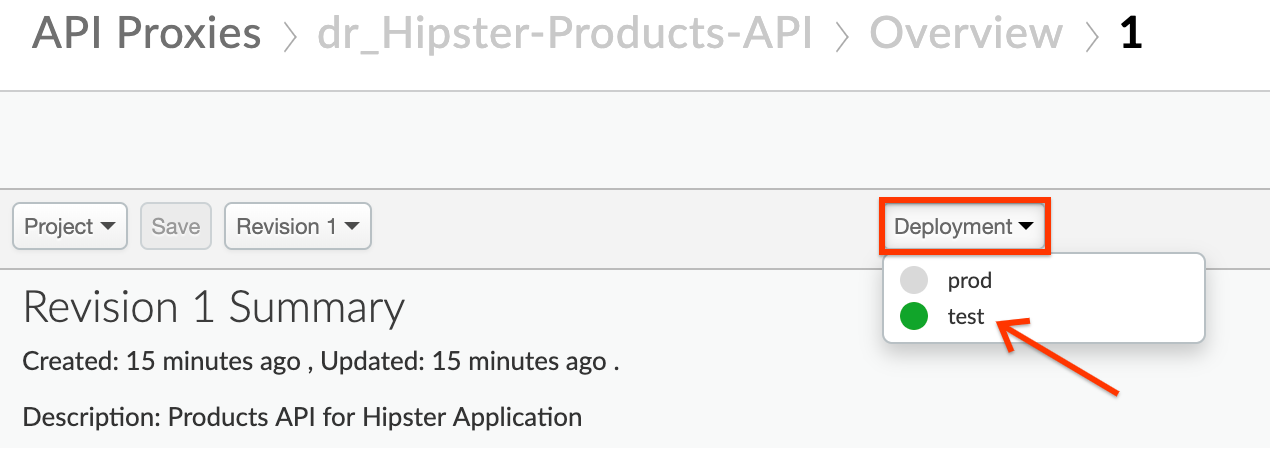 API Proxies > dr_Hipster-Products-API > Overview > 1
Project Save Revision 1 Deployment
prod
test
Revision 1 Summary
Created: 15 minutes ago , Updated: 15 minutes ago .
Description: Products API for Hipster Application